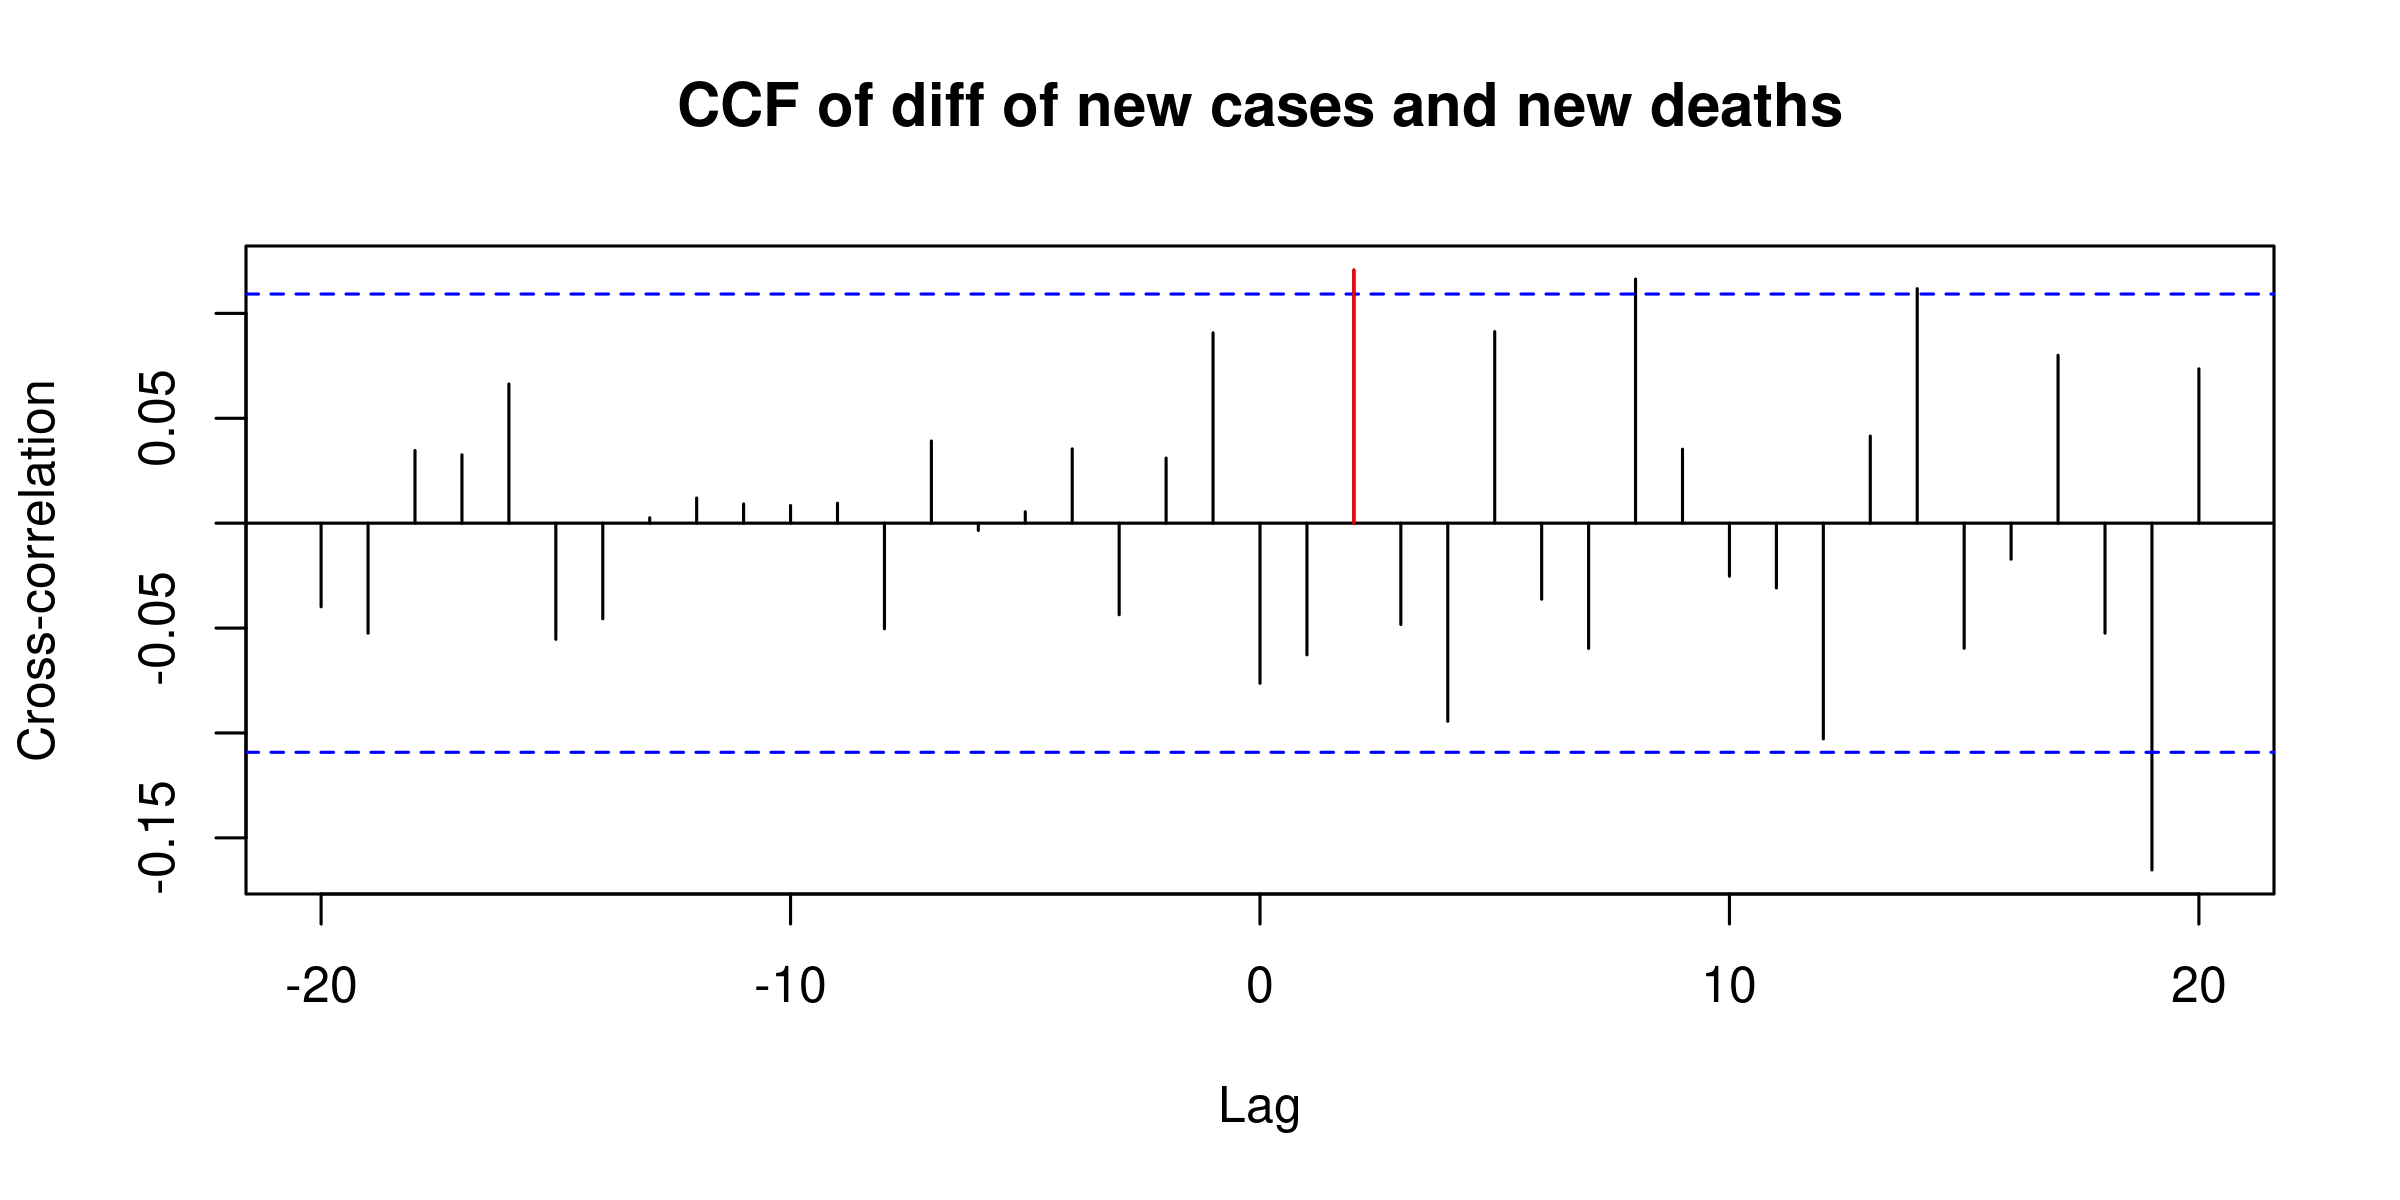 CCF of diff of new cases and new deaths
Cross-correlation
0.05
-0.05
-0.15
-20 -10 0 10 20
Lag